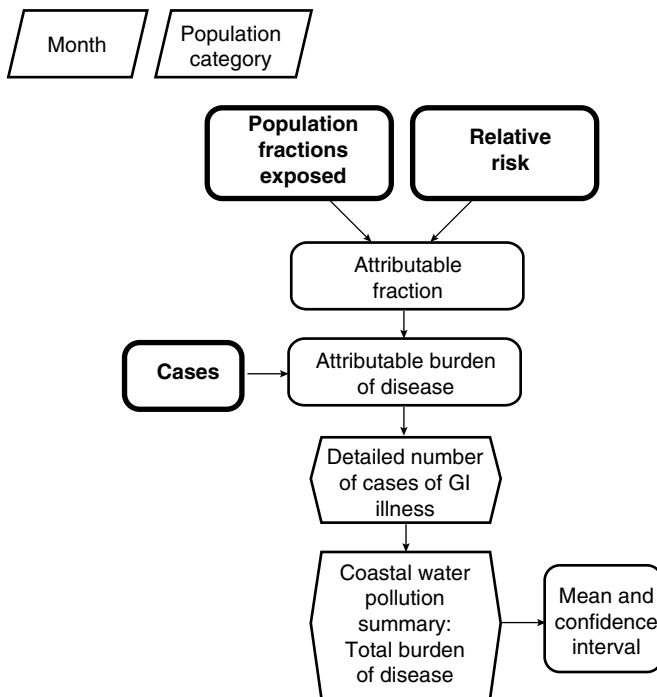 Month
Population
category
Population
fractions
exposed
Relative
risk
Attributable
fraction
Cases
Attributable burden
of disease
Detailed number
of cases of GI
illness
Coastal water
pollution
summary:
Total burden
of disease
Mean and
confidence
interval